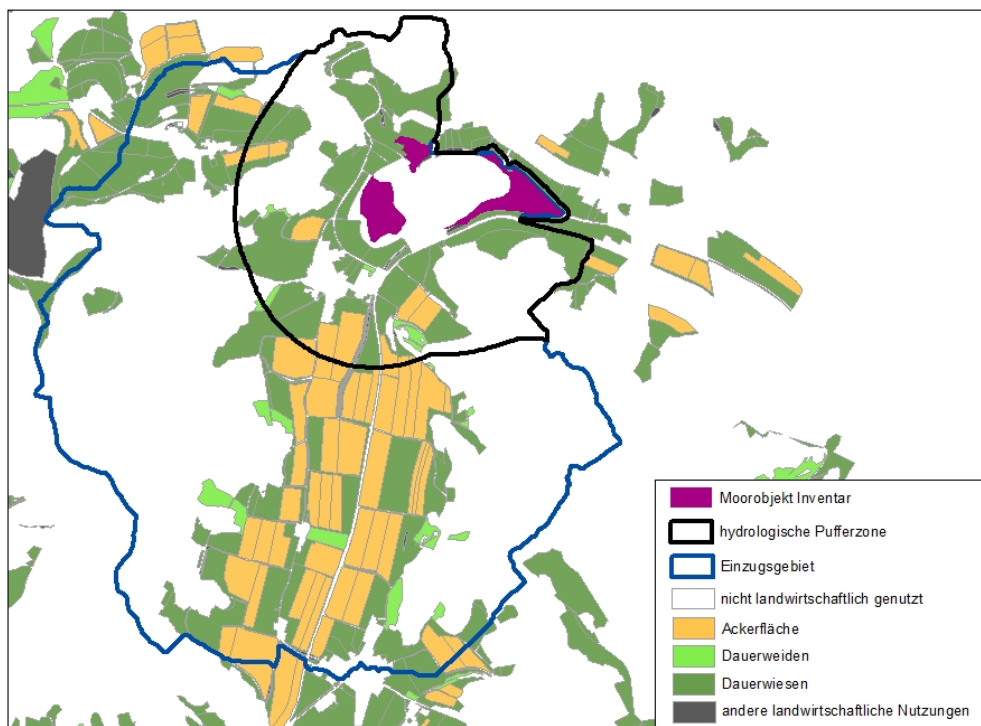 Moorobjekt Inventar
hydrologische Pufferzone
Einzugsgebiet
nicht landwirtschaftlich genutzt
Ackerfläche
Dauerweiden
Dauerwiesen
andere landwirtschaftliche Nutzungen